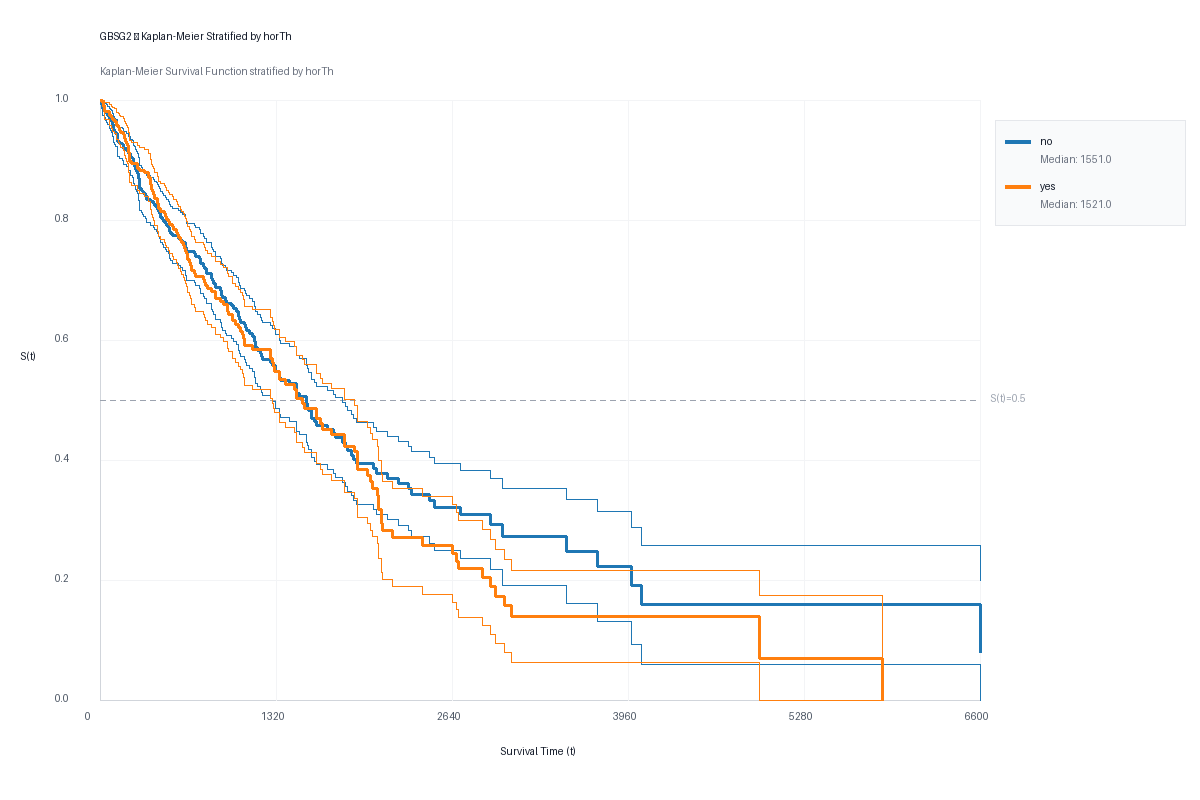 GBSG2 Kaplan-Meier Stratified by horTh
Kaplan-Meier Survival Function stratified by horTh
1.0
0.8
0.6
S(t)
0.4
0.2
0.0
S(t)=0.5
no
Median: 1551.0
yes
Median: 1521.0
0 1320 2640 3960 5280 6600
Survival Time (t)